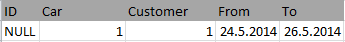 ID Car Customer From To
NULL 1 1 24.5.2014 26.5.2014